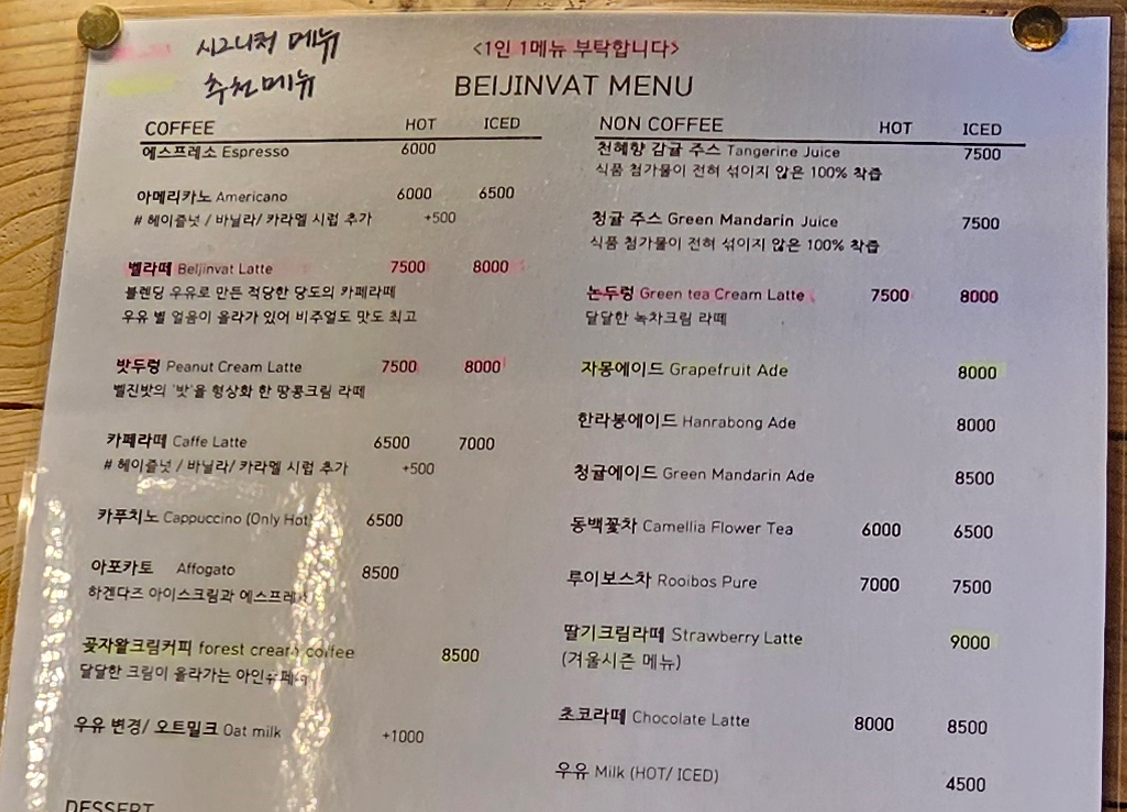 시그니처 메뉴
추천메뉴
<1인 1메뉴 부탁합니다>
BEIJINVAT MENU
COFFEE HOT ICED
에스프레소 Espresso 6000
아메리카노 Americano 6000 6500
# 헤이즐넛 / 바닐라/ 카라멜 시럽 추가 +500
벨라떼 Beljinvat Latte 7500 8000
블렌딩 우유로 만든 적당한 당도의 카페라떼
우유 별 얼음이 올라가 있어 비주얼도 맛도 최고
밧두렁 Peanut Cream Latte 7500 8000
벨진밧의 '밧'을 형상화 한 땅콩크림 라떼
카페라떼 Caffe Latte 6500 7000
# 헤이즐넛 / 바닐라/ 카라멜 시럽 추가 +500
카푸치노 Cappuccino (Only Hot) 6500
아포카토 Affogato 8500
하겐다즈 아이스크림과
곶자왈크림커피 forest cream coffee 8500
달달한 크림이 올라가는
우유 변경/ 오트밀크 Oat milk +1000
DESSERT
NON COFFEE HOT ICED
천혜향 감귤 주스 Tangerine Juice 7500
식품 첨가물이 전혀 섞이지 않은 100% 착즙
청귤 주스 Green Mandarin Juice 7500
식품 첨가물이 전혀 섞이지 않은 100% 착즙
논두렁 Green tea Cream Latte 7500 8000
달달한 녹차크림 라떼
자몽에이드 Grapefruit Ade 8000
한라봉에이드 Hanrabong Ade 8000
청귤에이드 Green Mandarin Ade 8500
동백꽃차 Camellia Flower Tea 6000 6500
루이보스차 Rooibos Pure 7000 7500
딸기크림라떼 Strawberry Latte 9000
(겨울시즌 메뉴)
초코라떼 Chocolate Latte 8000 8500
우유 Milk (HOT/ ICED) 4500